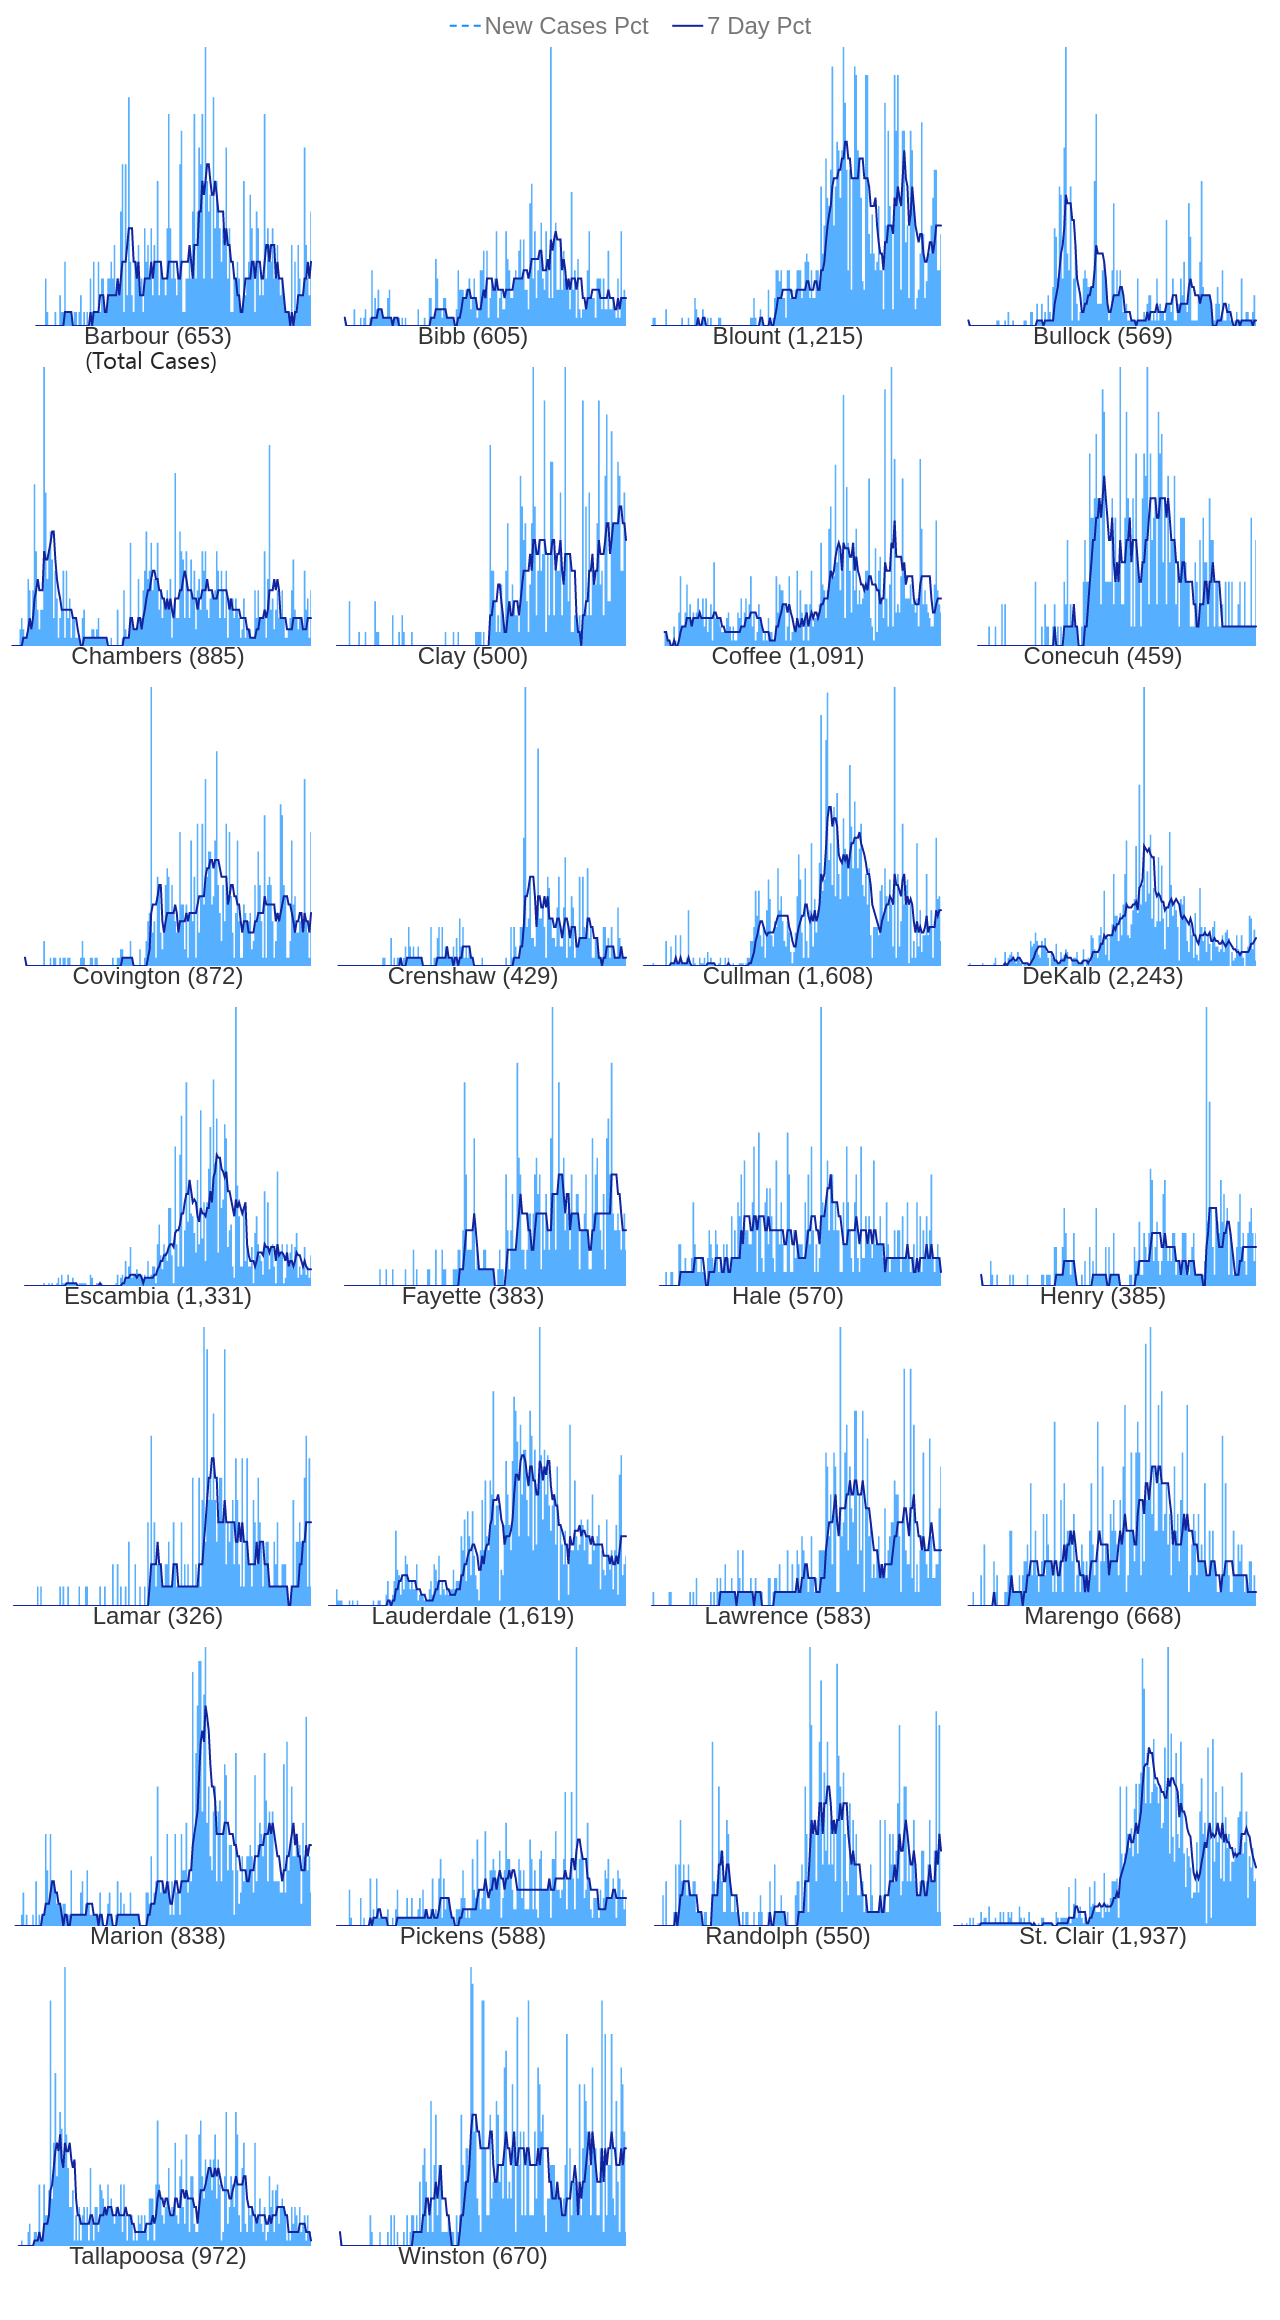 New Cases Pct 7 Day Pct
Barbour (653) Bibb (605) Blount (1,215) Bullock (569)
(Total Cases)
Chambers (885) Clay (500) Coffee (1,091) Conecuh (459)
Covington (872) Crenshaw (429) Cullman (1,608) DeKalb (2,243)
Escambia (1,331) Fayette (383) Hale (570) Henry (385)
Lamar (326) Lauderdale (1,619) Lawrence (583) Marengo (668)
Marion (838) Pickens (588) Randolph (550) St. Clair (1,937)
Tallapoosa (972) Winston (670)